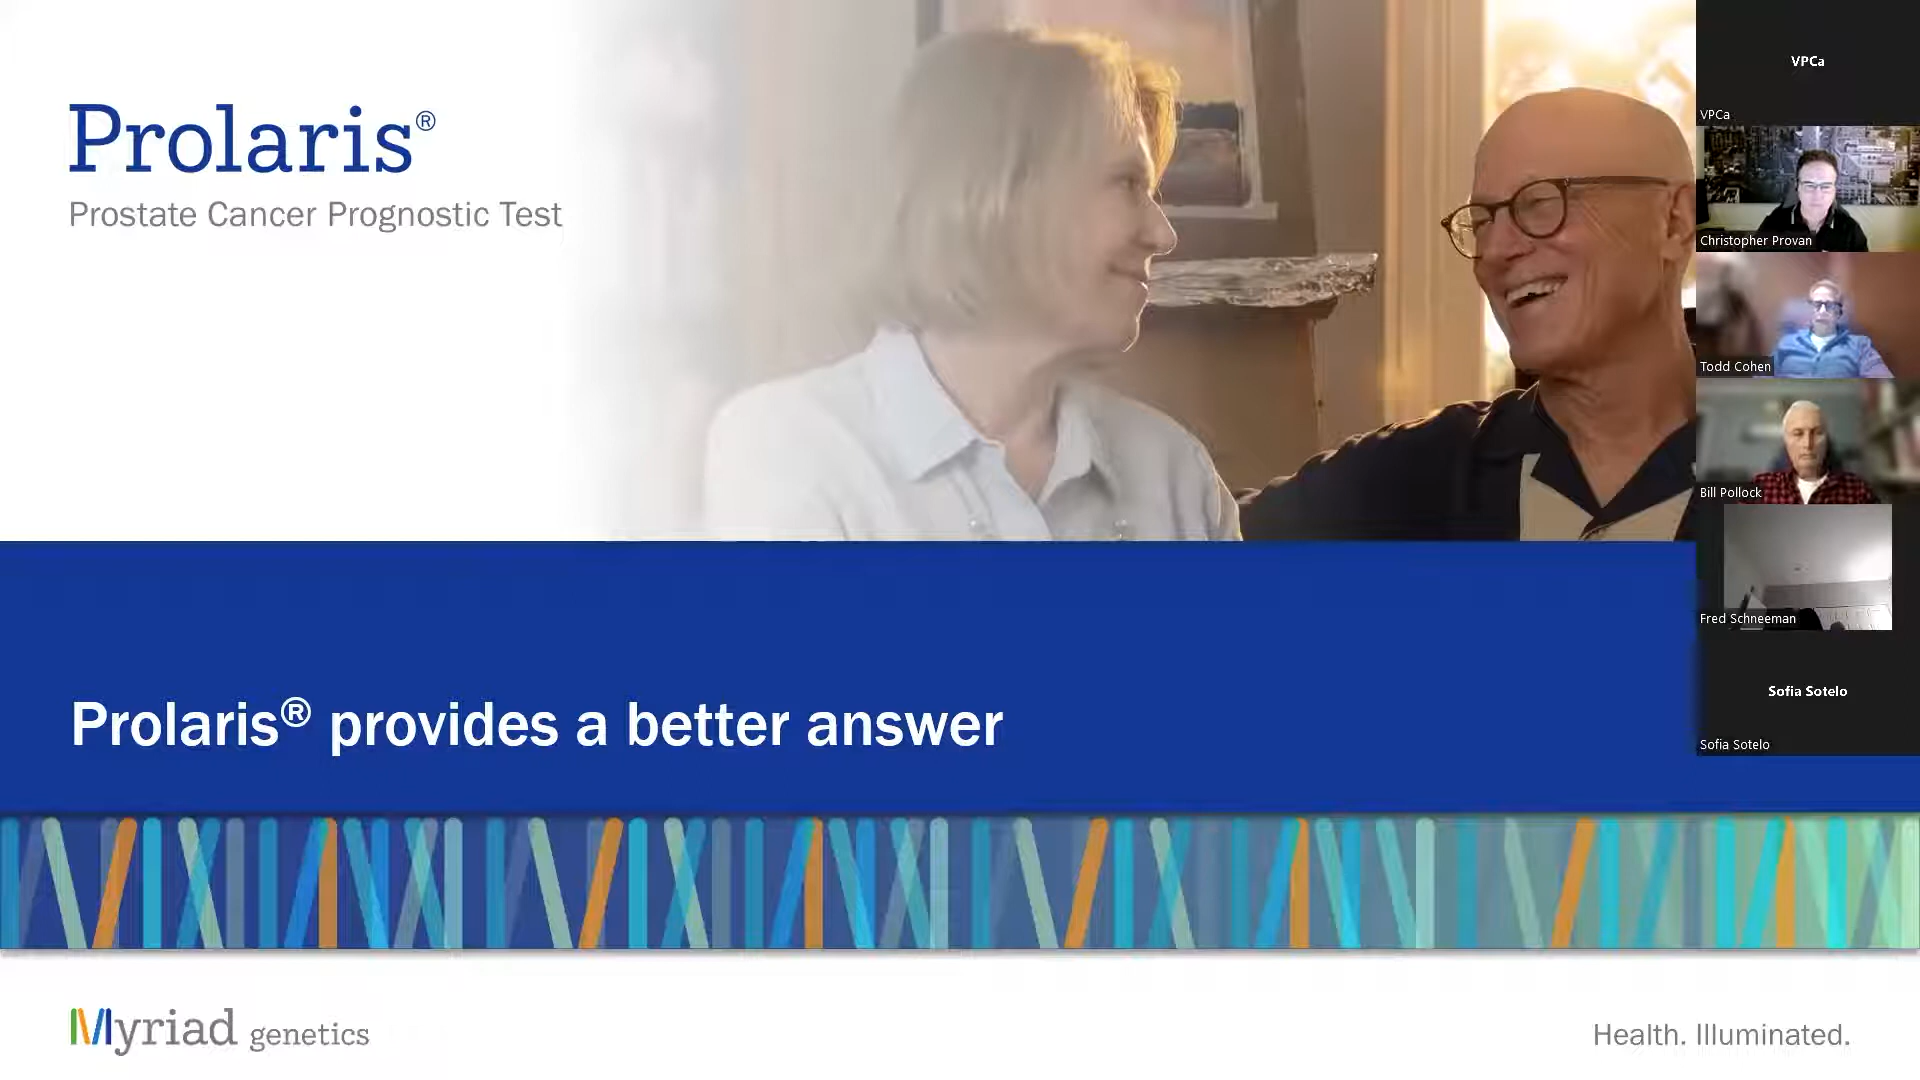 Prolaris®
Prostate Cancer Prognostic Test
Prolaris® provides a better answer
Myriad genetics
Health. Illuminated.
VPCa
VPCa
Christopher Provan
Todd Cohen
Bill Pollock
Fred Schneeman
Sofia Sotelo
Sofia Sotelo